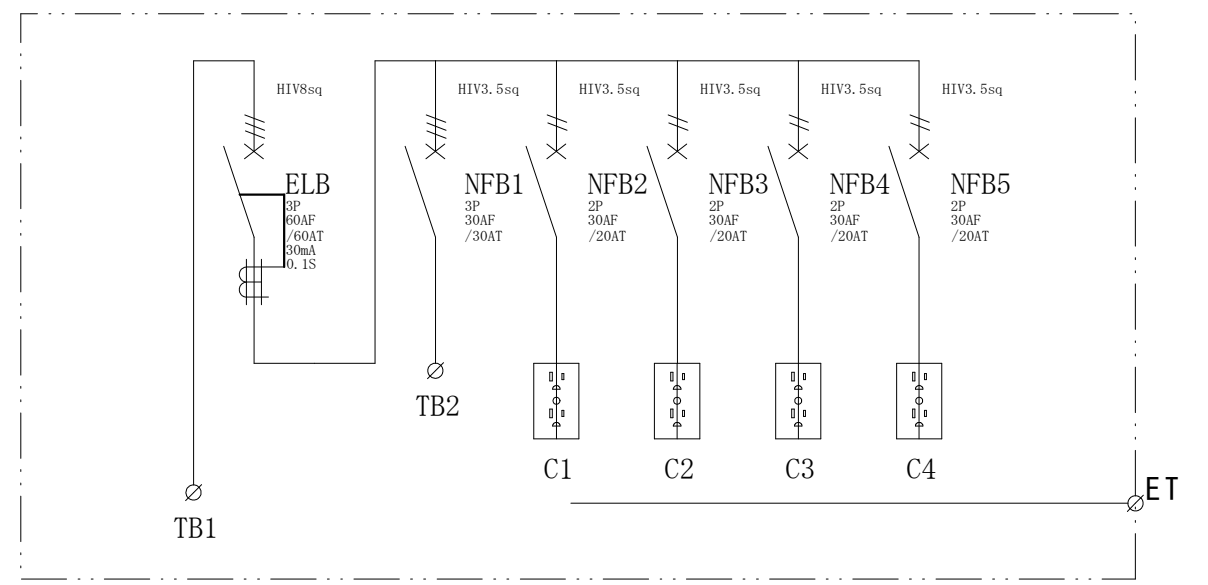 HIV8sq
HIV3.5sq
HIV3.5sq
HIV3.5sq
HIV3.5sq
HIV3.5sq
ELB
3P
60AF
/60AT
30mA
0.1S
NFB1
3P
30AF
/30AT
NFB2
2P
30AF
/20AT
NFB3
2P
30AF
/20AT
NFB4
2P
30AF
/20AT
NFB5
2P
30AF
/20AT
TB2
C1
C2
C3
C4
TB1
ET